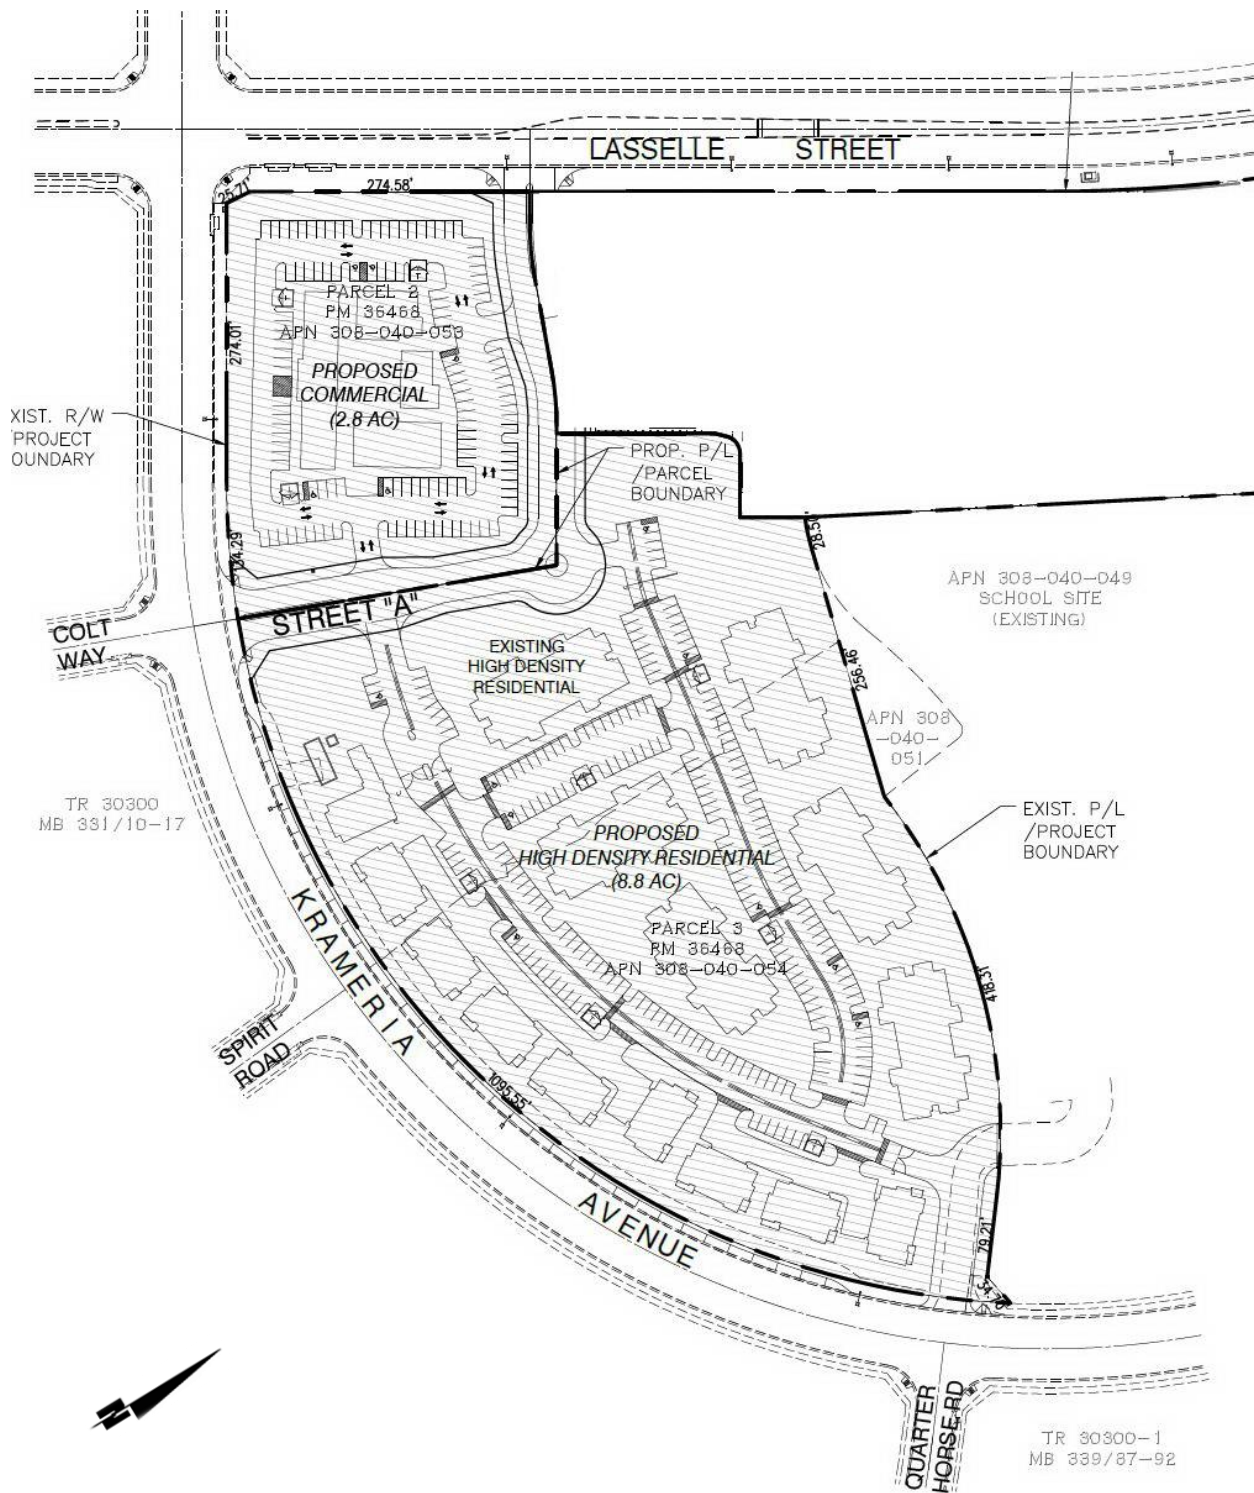 LASSELLE STREET
25.71'
274.58'
PARCEL 2
PM 36468
APN 308-040-053
274.01'
PROPOSED
COMMERCIAL
(2.8 AC)
XIST. R/W
/PROJECT
OUNDARY
PROP. P/L
/PARCEL
BOUNDARY
28.51'
APN 308-040-049
SCHOOL SITE
(EXISTING)
STREET "A"
COLT
WAY
EXISTING
HIGH DENSITY
RESIDENTIAL
256.46'
APN 308
-040-
051
TR 30300
MB 331/10-17
EXIST. P/L
/PROJECT
BOUNDARY
PROPOSED
HIGH DENSITY RESIDENTIAL
(8.8 AC)
PARCEL 3
PM 36468
APN 308-040-054
418.31'
KRAMERIA
AVENUE
SPIRIT
ROAD
1095.55'
79.21'
N
QUARTER
HORSE RD
TR 30300-1
MB 339/87-92